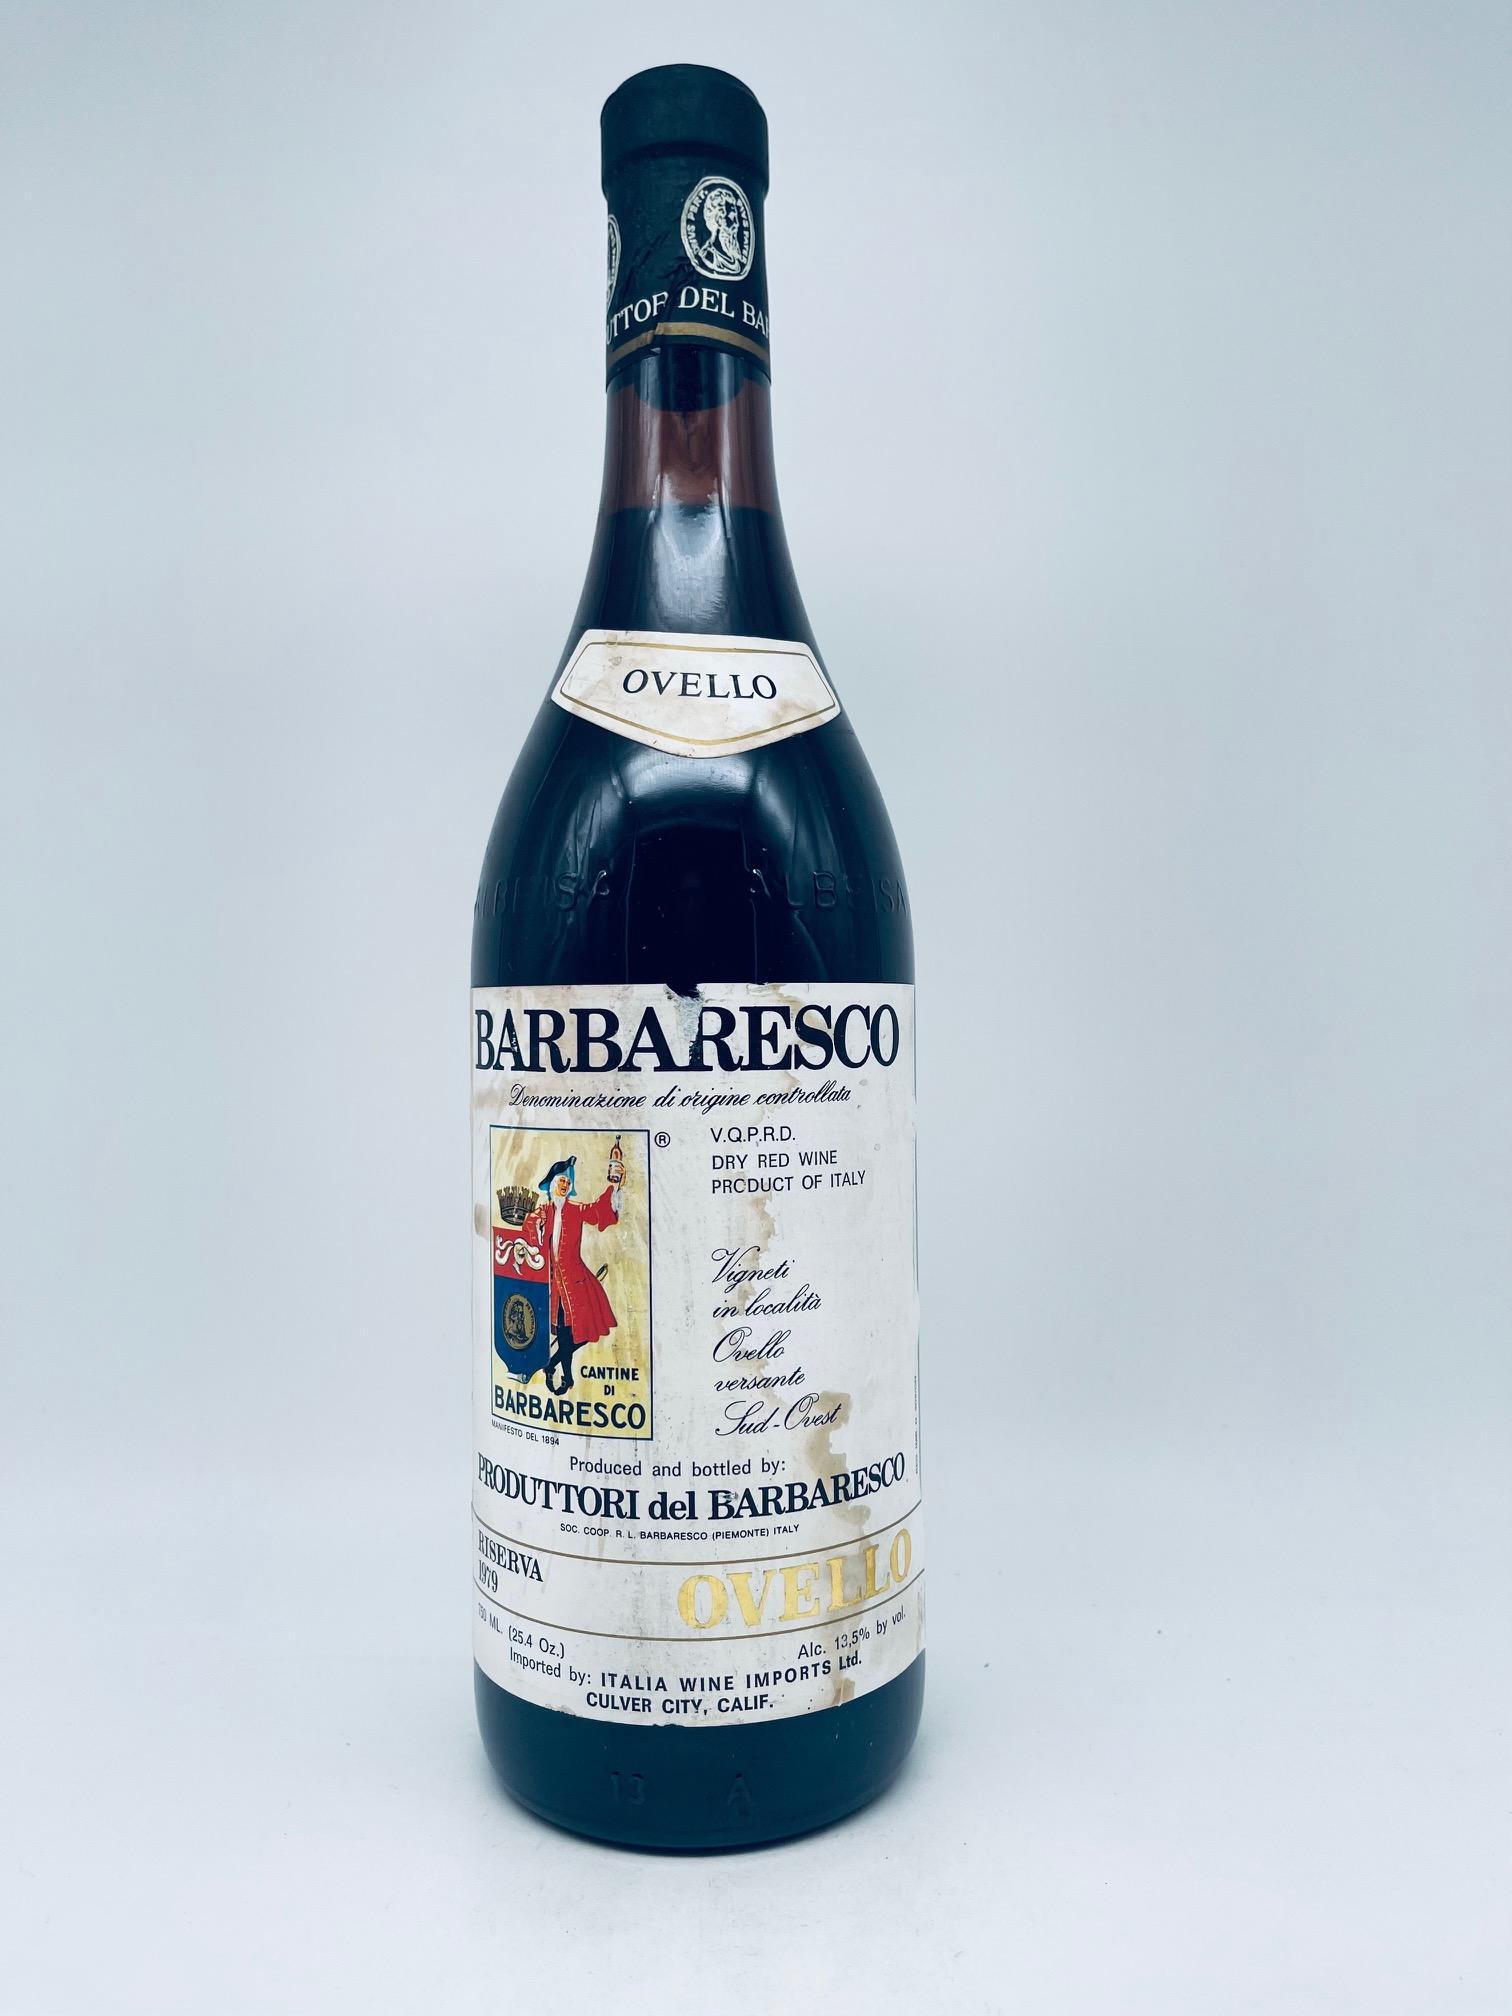 DEL
OVELLO
ALBEISA ALBEISA
BARBARESCO
Denominazione di origine controllata
®
V.Q.P.R.D.
DRY RED WINE
PRODUCT OF ITALY
Vigneti
in località
Ovello
versante
Sud-Ovest
CANTINE
DI
BARBARESCO
MANIFESTO DEL 1894
Produced and bottled by:
PRODUTTORI del BARBARESCO
SOC. COOP. R. L. BARBARESCO (PIEMONTE) ITALY
RISERVA
1979
OVELLO
750 ML. (25.4 Oz.)
Alc. 13,5% by vol.
Imported by: ITALIA WINE IMPORTS Ltd.
CULVER CITY, CALIF.
13 A